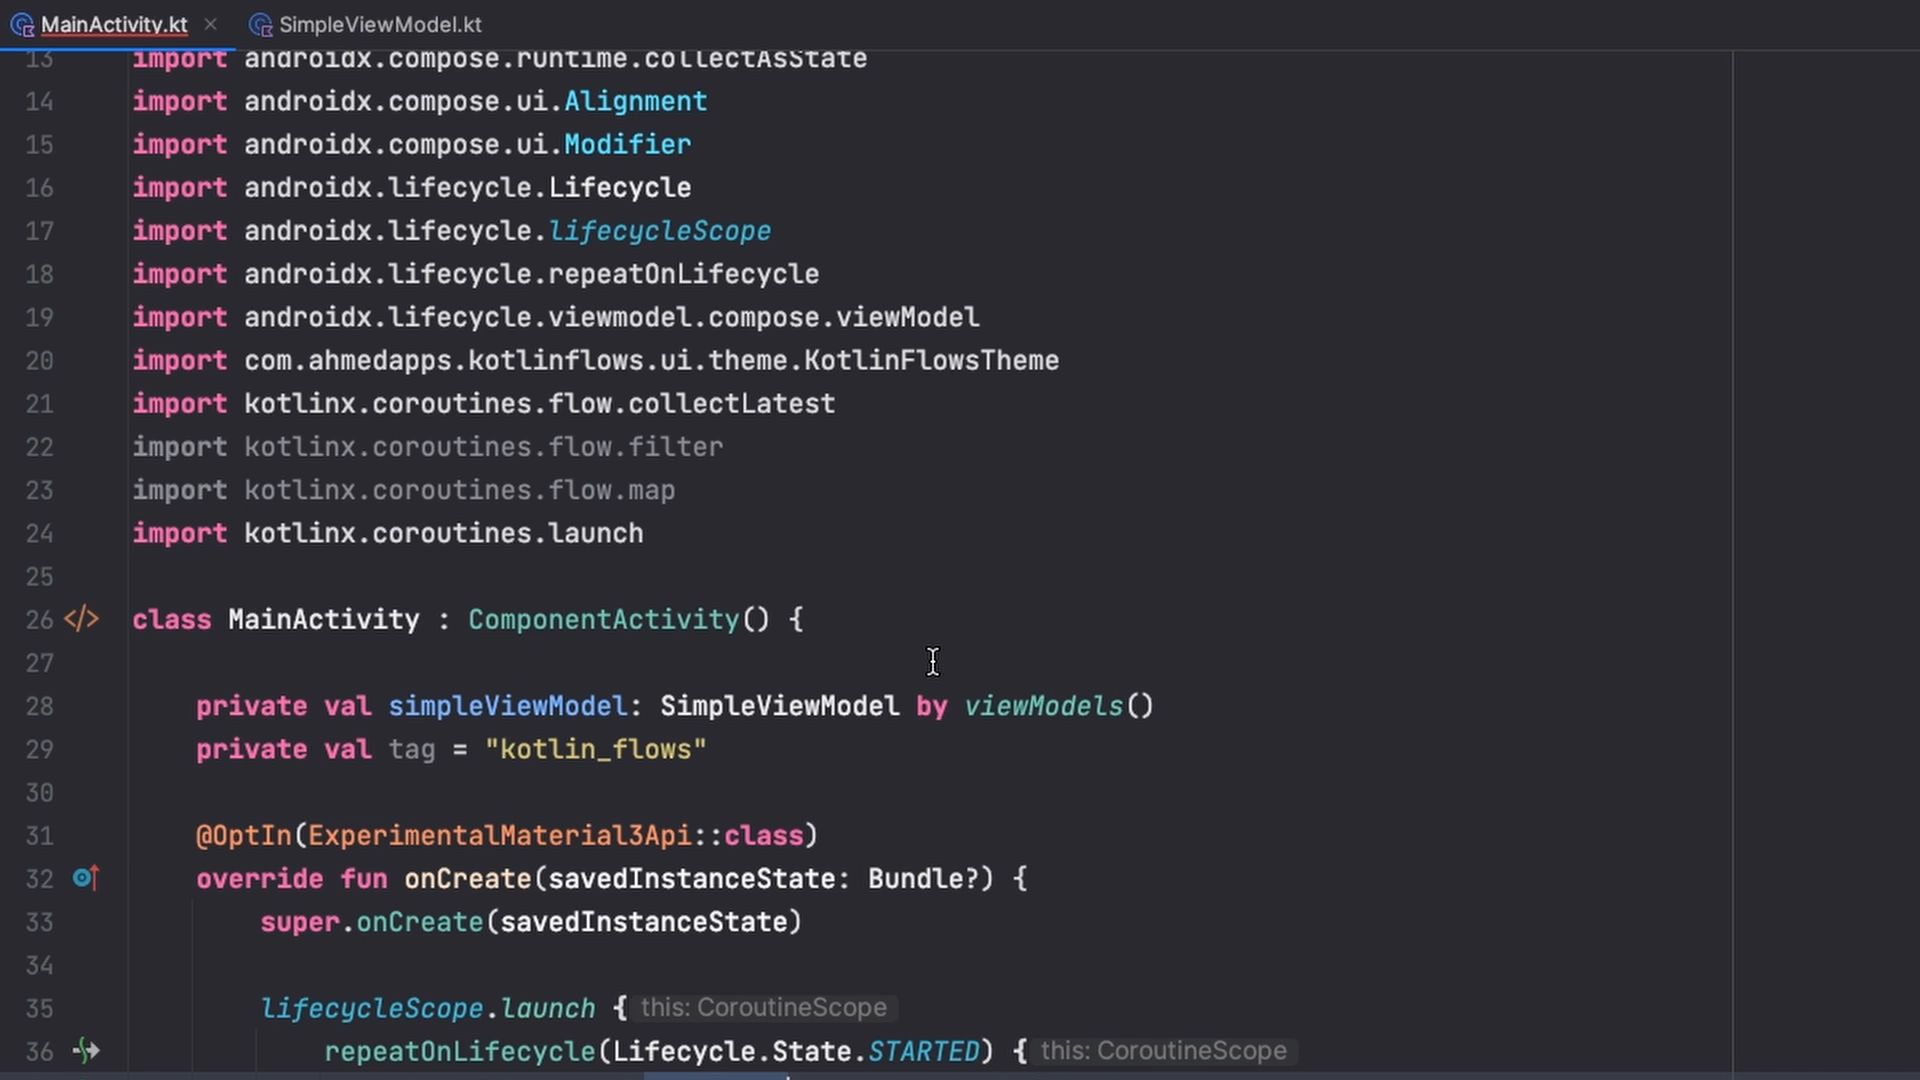 MainActivity.kt
SimpleViewModel.kt
13 import androidx.compose.runtime.collectAsState
14 import androidx.compose.ui.Alignment
15 import androidx.compose.ui.Modifier
16 import androidx.lifecycle.Lifecycle
17 import androidx.lifecycle.lifecycleScope
18 import androidx.lifecycle.repeatOnLifecycle
19 import androidx.lifecycle.viewmodel.compose.viewModel
20 import com.ahmedapps.kotlinflows.ui.theme.KotlinFlowsTheme
21 import kotlinx.coroutines.flow.collectLatest
22 import kotlinx.coroutines.flow.filter
23 import kotlinx.coroutines.flow.map
24 import kotlinx.coroutines.launch
25
26 class MainActivity : ComponentActivity() {
27
28 private val simpleViewModel: SimpleViewModel by viewModels()
29 private val tag = "kotlin_flows"
30
31 @OptIn(ExperimentalMaterial3Api::class)
32 override fun onCreate(savedInstanceState: Bundle?) {
33 super.onCreate(savedInstanceState)
34
35 lifecycleScope.launch { this: CoroutineScope
36 repeatOnLifecycle(Lifecycle.State.STARTED) { this: CoroutineScope